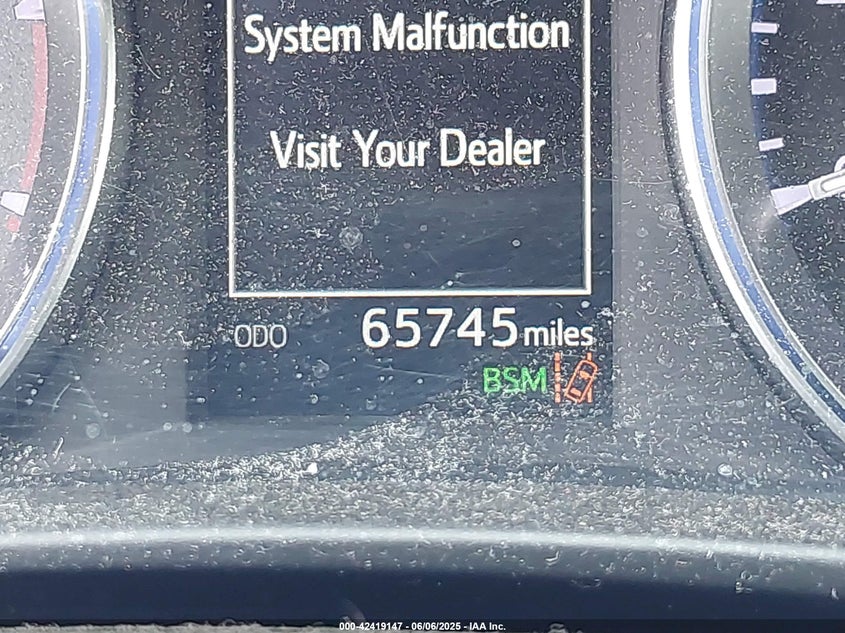 System Malfunction
Visit Your Dealer
ODO 65745 miles
BSM
000-42419147 - 06/06/2025 - IAA Inc.